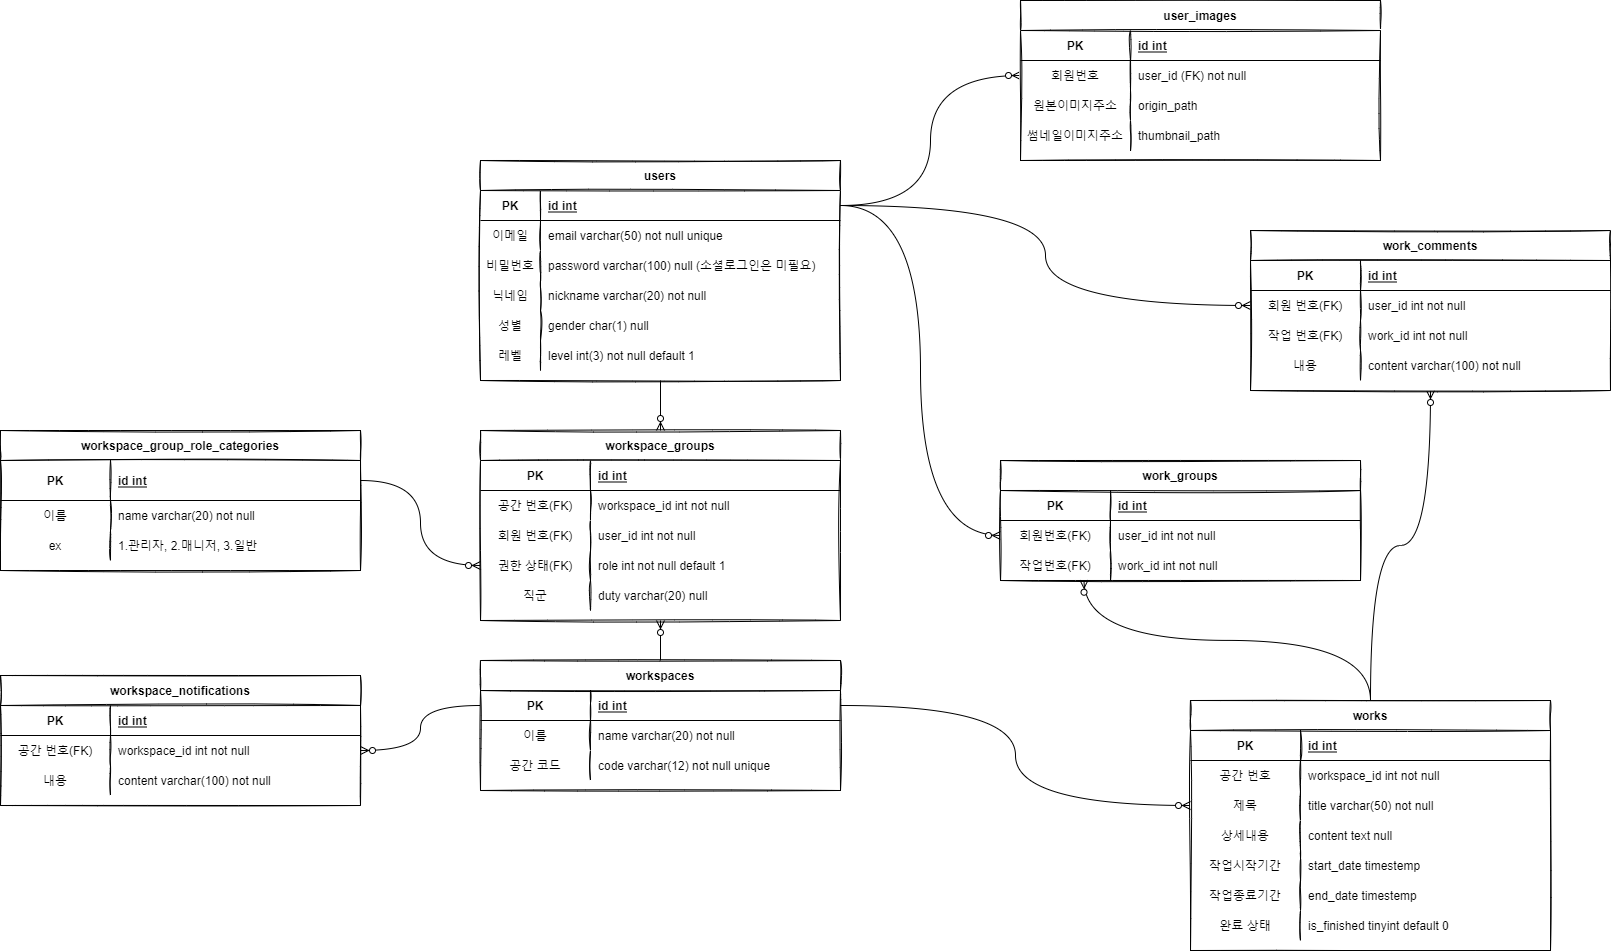 user_images
PK id int
회원번호 user_id (FK) not null
원본이미지주소 origin_path
썸네일이미지주소 thumbnail_path
users
PK id int
이메일 email varchar(50) not null unique
비밀번호 password varchar(100) null (소셜로그인은 미필요)
닉네임 nickname varchar(20) not null
성별 gender char(1) null
레벨 level int(3) not null default 1
work_comments
PK id int
회원 번호(FK) user_id int not null
작업 번호(FK) work_id int not null
내용 content varchar(100) not null
workspace_group_role_categories
PK id int
이름 name varchar(20) not null
ex 1.관리자, 2.매니저, 3.일반
workspace_groups
PK id int
공간 번호(FK) workspace_id int not null
회원 번호(FK) user_id int not null
권한 상태(FK) role int not null default 1
직군 duty varchar(20) null
work_groups
PK id int
회원번호(FK) user_id int not null
작업번호(FK) work_id int not null
workspace_notifications
PK id int
공간 번호(FK) workspace_id int not null
내용 content varchar(100) not null
workspaces
PK id int
이름 name varchar(20) not null
공간 코드 code varchar(12) not null unique
works
PK id int
공간 번호 workspace_id int not null
제목 title varchar(50) not null
상세내용 content text null
작업시작기간 start_date timestemp
작업종료기간 end_date timestemp
완료 상태 is_finished tinyint default 0